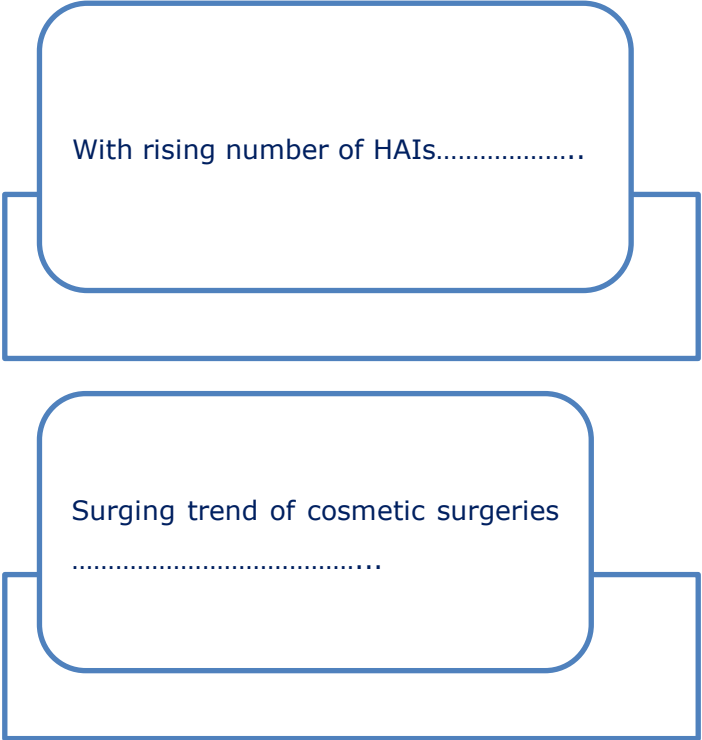 With rising number of HAIs………………..
Surging trend of cosmetic surgeries
…………………………………...